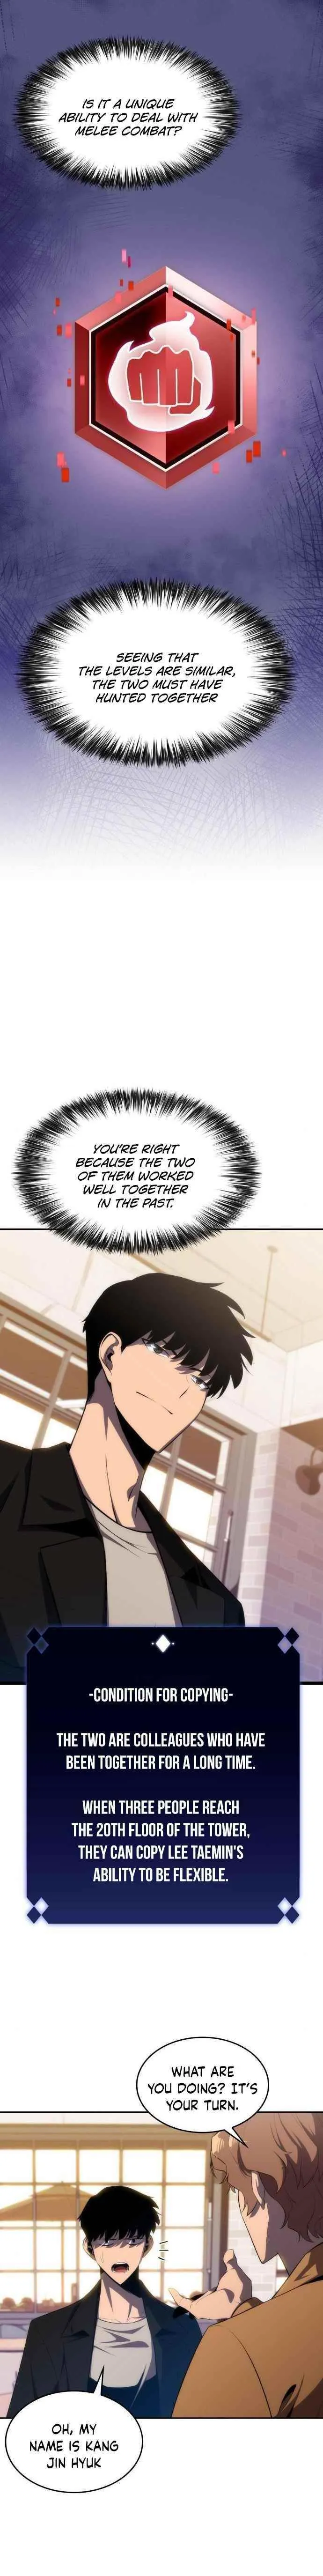 IS IT A UNIQUE
ABILITY TO DEAL WITH
MELEE COMBAT?
SEEING THAT
THE LEVELS ARE SIMILAR,
THE TWO MUST HAVE
HUNTED TOGETHER
YOU'RE RIGHT
BECAUSE THE TWO
OF THEM WORKED
WELL TOGETHER
IN THE PAST.
-CONDITION FOR COPYING-
THE TWO ARE COLLEAGUES WHO HAVE
BEEN TOGETHER FOR A LONG TIME.
WHEN THREE PEOPLE REACH
THE 20TH FLOOR OF THE TOWER,
THEY CAN COPY LEE TAEMIN'S
ABILITY TO BE FLEXIBLE.
WHAT ARE
YOU DOING? IT'S
YOUR TURN.
OH, MY
NAME IS KANG
JIN HYUK